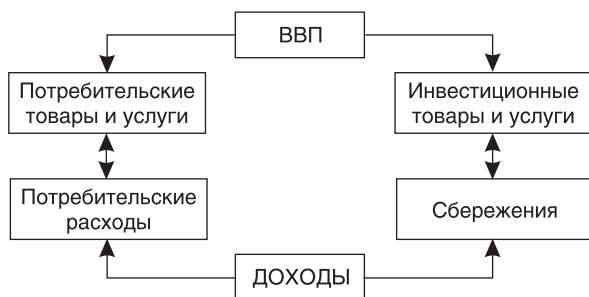 ВВП
Потребительские
товары и услуги
Инвестиционные
товары и услуги
Потребительские
расходы
Сбережения
ДОХОДЫ